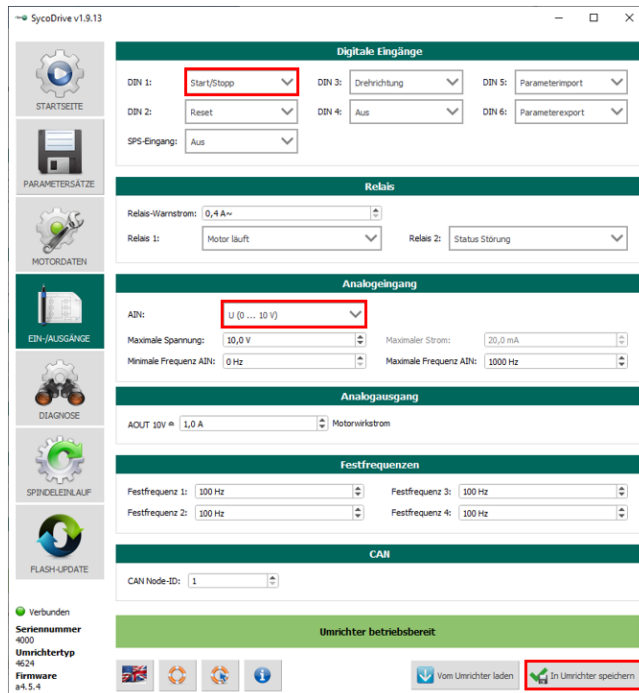 SycoDrive v1.9.13
STARTSEITE
PARAMETERSÄTZE
MOTORDATEN
EIN-/AUSGÄNGE
DIAGNOSE
SPINDELEINLAUF
FLASH-UPDATE
Verbunden
Seriennummer
4000
Umrichtertyp
4624
Firmware
a4.5.4
Digitale Eingänge
DIN 1: Start/Stopp DIN 3: Drehrichtung DIN 5: Parameterimport
DIN 2: Reset DIN 4: Aus DIN 6: Parameterexport
SPS-Eingang: Aus
Relais
Relais-Warnstrom: 0,4 A~
Relais 1: Motor läuft Relais 2: Status Störung
Analogeingang
AIN: U (0 ... 10 V)
Maximale Spannung: 10,0 V Maximaler Strom: 20,0 mA
Minimale Frequenz AIN: 0 Hz Maximale Frequenz AIN: 1000 Hz
Analogausgang
AOUT 10V ≙ 1,0 A Motorwirkstrom
Festfrequenzen
Festfrequenz 1: 100 Hz Festfrequenz 3: 100 Hz
Festfrequenz 2: 100 Hz Festfrequenz 4: 100 Hz
CAN
CAN Node-ID: 1
Umrichter betriebsbereit
Vom Umrichter laden In Umrichter speichern